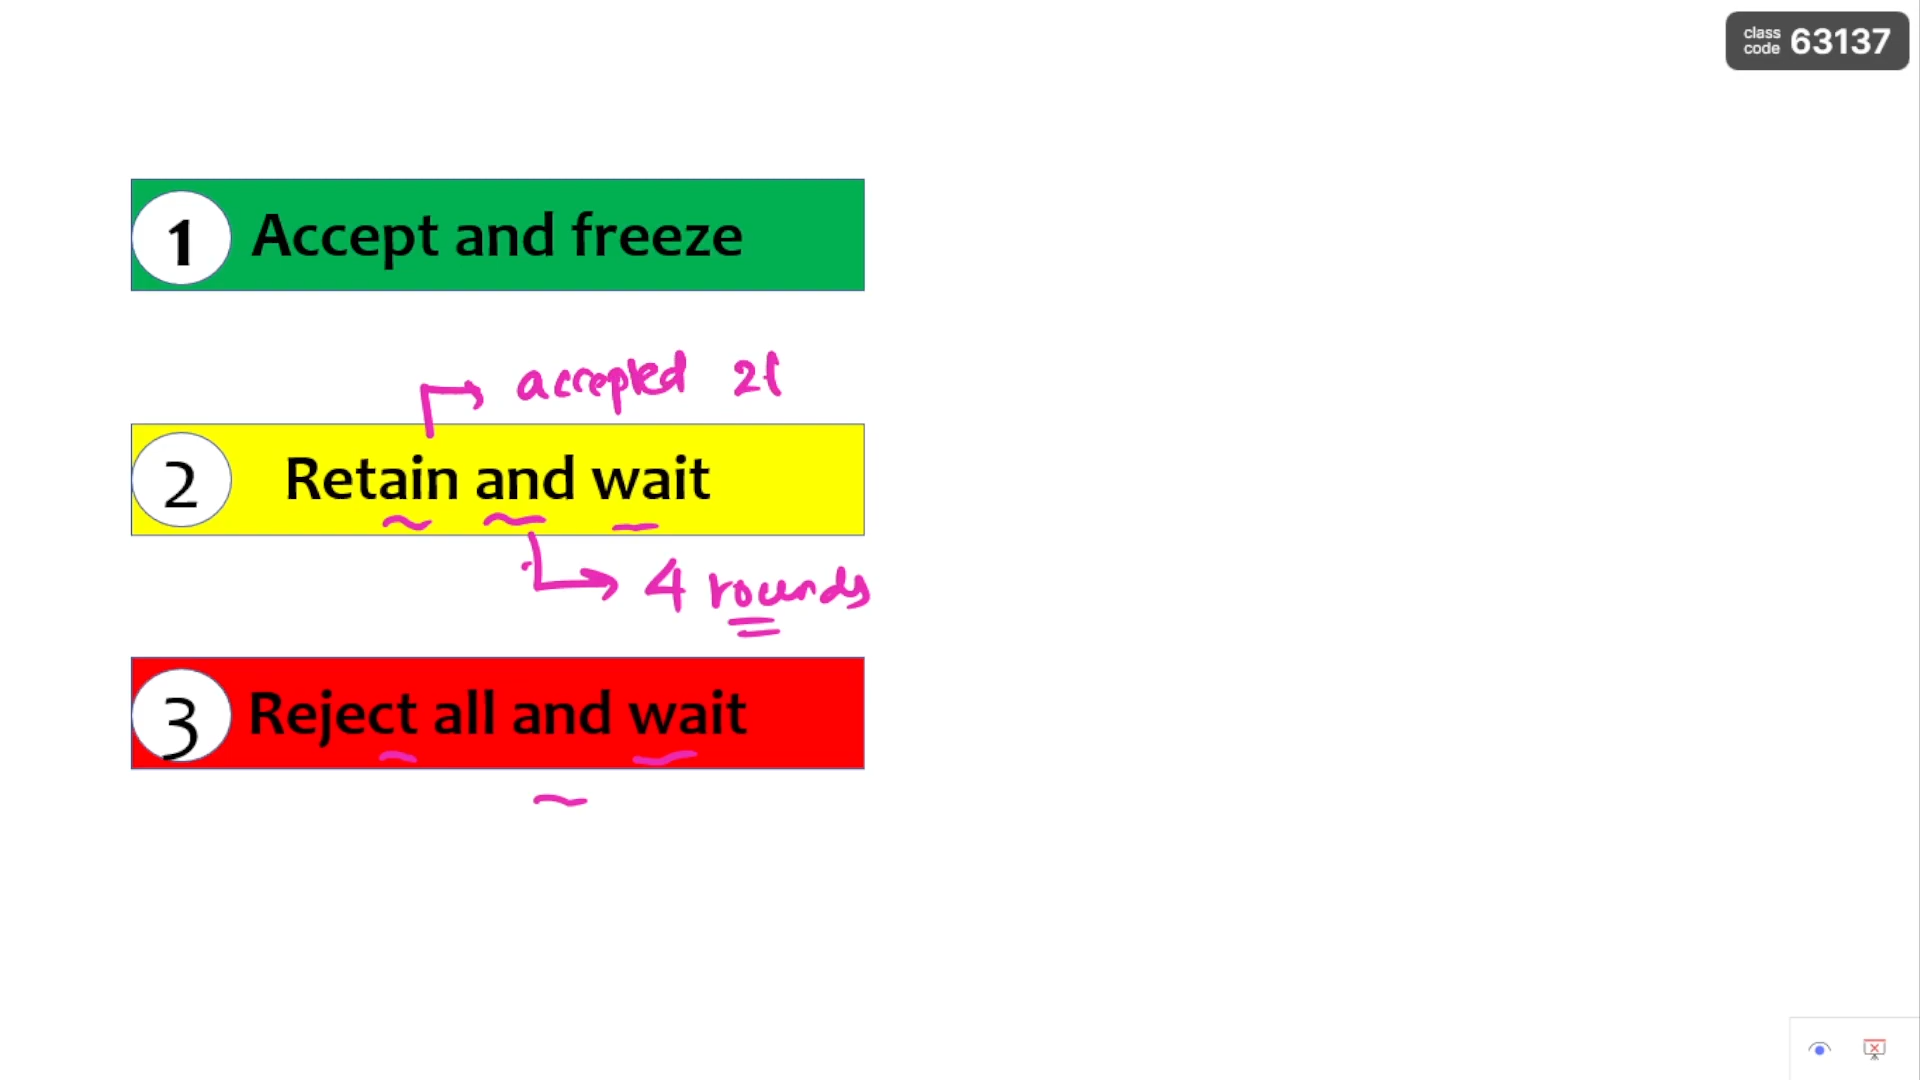 class
code 63137
1 Accept and freeze
accepted
2 Retain and wait
4 rounds
3 Reject all and wait